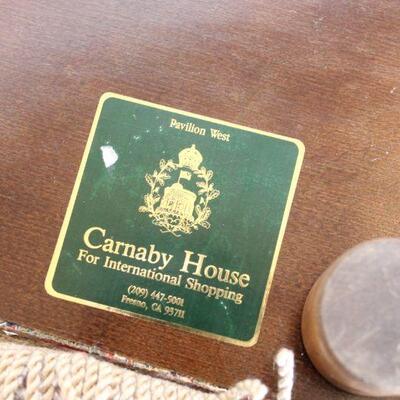 Pavilion West
Carnaby House
For International Shopping
(209) 447-5001
Fresno, CA 93711